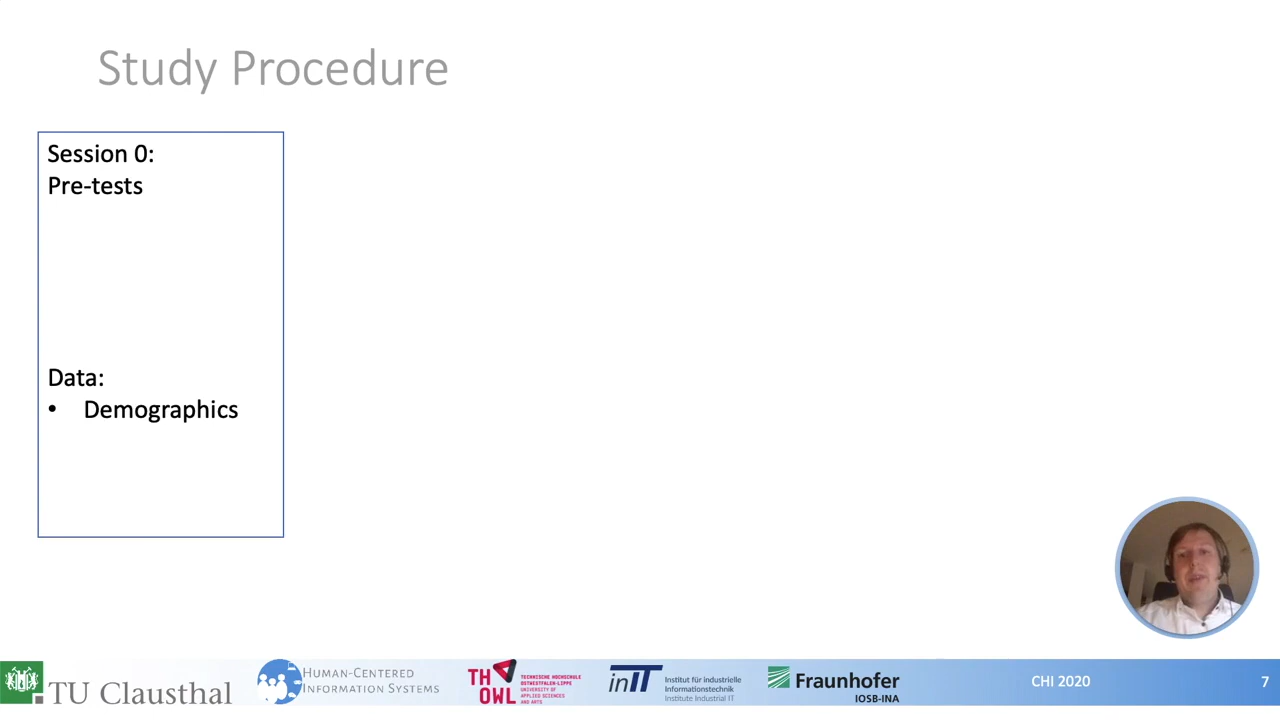 Study Procedure
Session 0:
Pre-tests
Data:
• Demographics
TU Clausthal
HUMAN-CENTERED
INFORMATION SYSTEMS
TH
OWL
TECHNISCHE HOCHSCHULE
OSTWESTFALEN-LIPPE
UNIVERSITY OF
APPLIED SCIENCES
AND ARTS
inIT
Institut für industrielle
Informationstechnik
Institute Industrial IT
Fraunhofer
IOSB-INA
CHI 2020
7